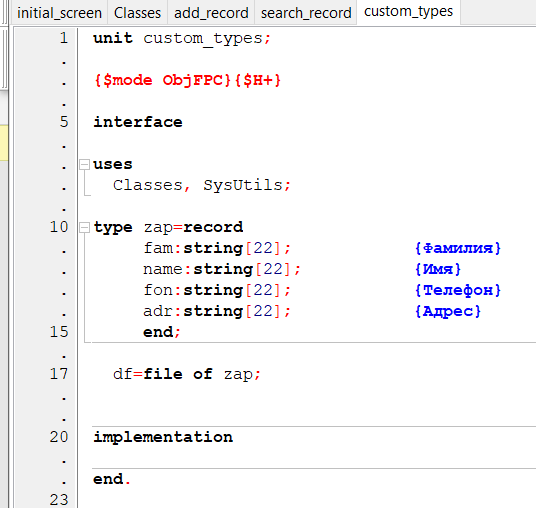 initial_screen Classes add_record search_record custom_types
1 unit custom_types;
.
. {$mode ObjFPC}{$H+}
.
5 interface
.
. uses
. Classes, SysUtils;
.
10 type zap=record
. fam:string[22]; {Фамилия}
. name:string[22]; {Имя}
. fon:string[22]; {Телефон}
. adr:string[22]; {Адрес}
15 end;
.
17 df=file of zap;
.
.
20 implementation
.
. end.
23